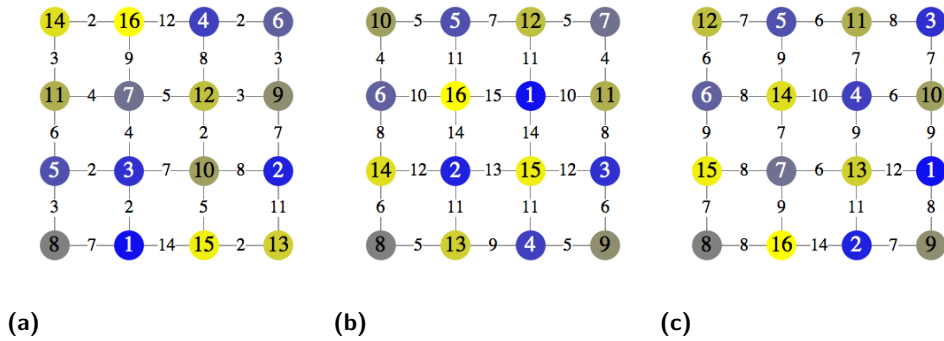 14 2 16 12 4 2 6 10 5 5 7 12 5 7 12 7 5 6 11 8 3
3 9 8 3 4 11 11 4 6 9 7 7
11 4 7 5 12 3 9 6 10 16 15 1 10 11 6 8 14 10 4 6 10
6 4 2 7 8 14 14 8 9 7 9 9
5 2 3 7 10 8 2 14 12 2 13 15 12 3 15 8 7 6 13 12 1
3 2 5 11 6 11 11 6 7 9 11 8
8 7 1 14 15 2 13 8 5 13 9 4 5 9 8 8 16 14 2 7 9
(a) (b) (c)